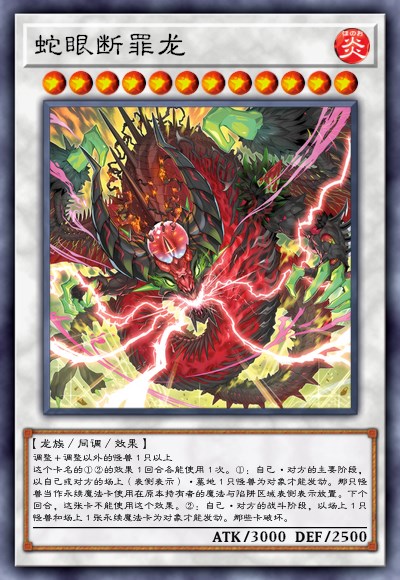 蛇眼断罪龙
ほのお
炎
【龙族／同调／效果】
调整＋调整以外的怪兽1只以上
这个卡名的①②的效果1回合各能使用1次。①：自己·对方的主要阶段，
以自己或对方的场上（表侧表示）·墓地1只怪兽为对象才能发动。那只怪
兽当作永续魔法卡使用在原本持有者的魔法与陷阱区域表侧表示放置。下个
回合，这张卡不能使用这个效果。②：自己·对方的战斗阶段，以场上1只
怪兽和场上1张永续魔法卡为对象才能发动。那些卡破坏。
ATK/3000 DEF/2500